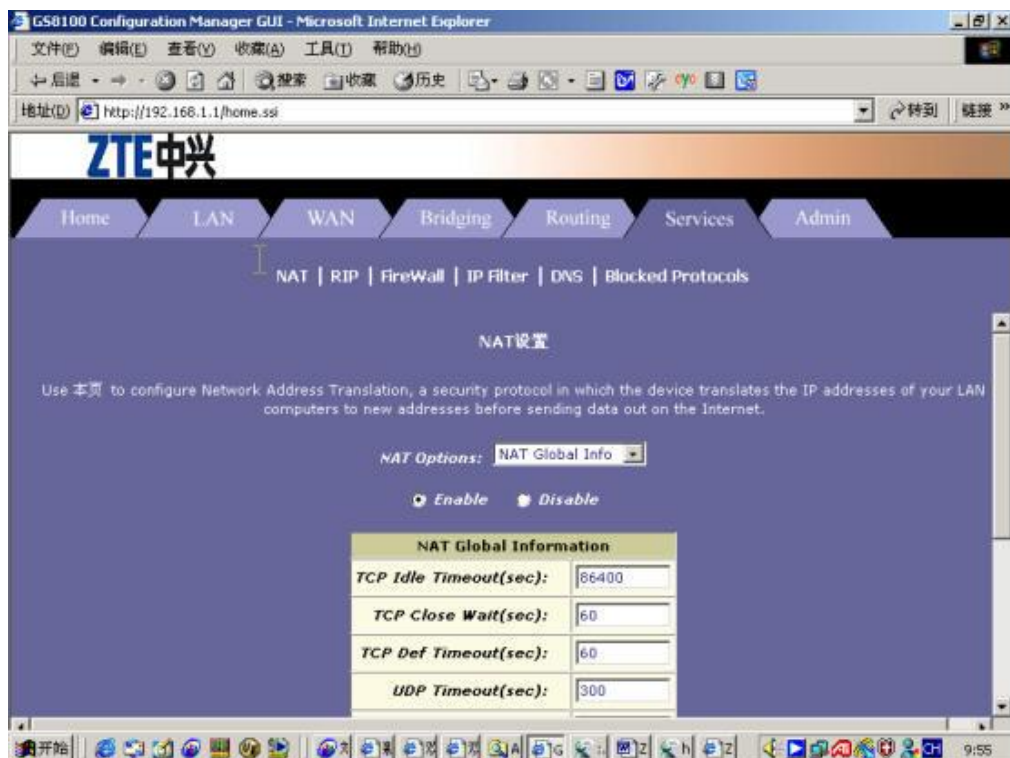 GS8100 Configuration Manager GUI - Microsoft Internet Explorer
文件(F) 编辑(E) 查看(V) 收藏(A) 工具(T) 帮助(H)
后退 搜索 收藏 历史
地址(D) http://192.168.1.1/home.ssi 转到 链接 »
ZTE中兴
Home LAN WAN Bridging Routing Services Admin
NAT | RIP | FireWall | IP Filter | DNS | Blocked Protocols
NAT设置
Use 本页 to configure Network Address Translation, a security protocol in which the device translates the IP addresses of your LAN
computers to new addresses before sending data out on the Internet.
NAT Options: NAT Global Info
Enable Disable
NAT Global Information
TCP Idle Timeout(sec): 86400
TCP Close Wait(sec): 60
TCP Def Timeout(sec): 60
UDP Timeout(sec): 300
开始 A G Z h Z CH 9:55